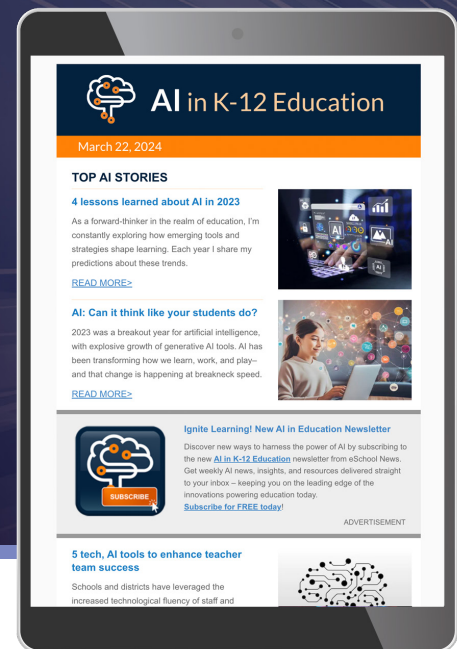 AI in K-12 Education
March 22, 2024
TOP AI STORIES
4 lessons learned about AI in 2023
As a forward-thinker in the realm of education, I'm
constantly exploring how emerging tools and
strategies shape learning. Each year I share my
predictions about these trends.
READ MORE>
AI
AI
AI
AI: Can it think like your students do?
2023 was a breakout year for artificial intelligence,
with explosive growth of generative AI tools. AI has
been transforming how we learn, work, and play–
and that change is happening at breakneck speed.
READ MORE>
SUBSCRIBE
Ignite Learning! New AI in Education Newsletter
Discover new ways to harness the power of AI by subscribing to
the new AI in K-12 Education newsletter from eSchool News.
Get weekly AI news, insights, and resources delivered straight
to your inbox – keeping you on the leading edge of the
innovations powering education today.
Subscribe for FREE today!
ADVERTISEMENT
5 tech, AI tools to enhance teacher
team success
Schools and districts have leveraged the
increased technological fluency of staff and